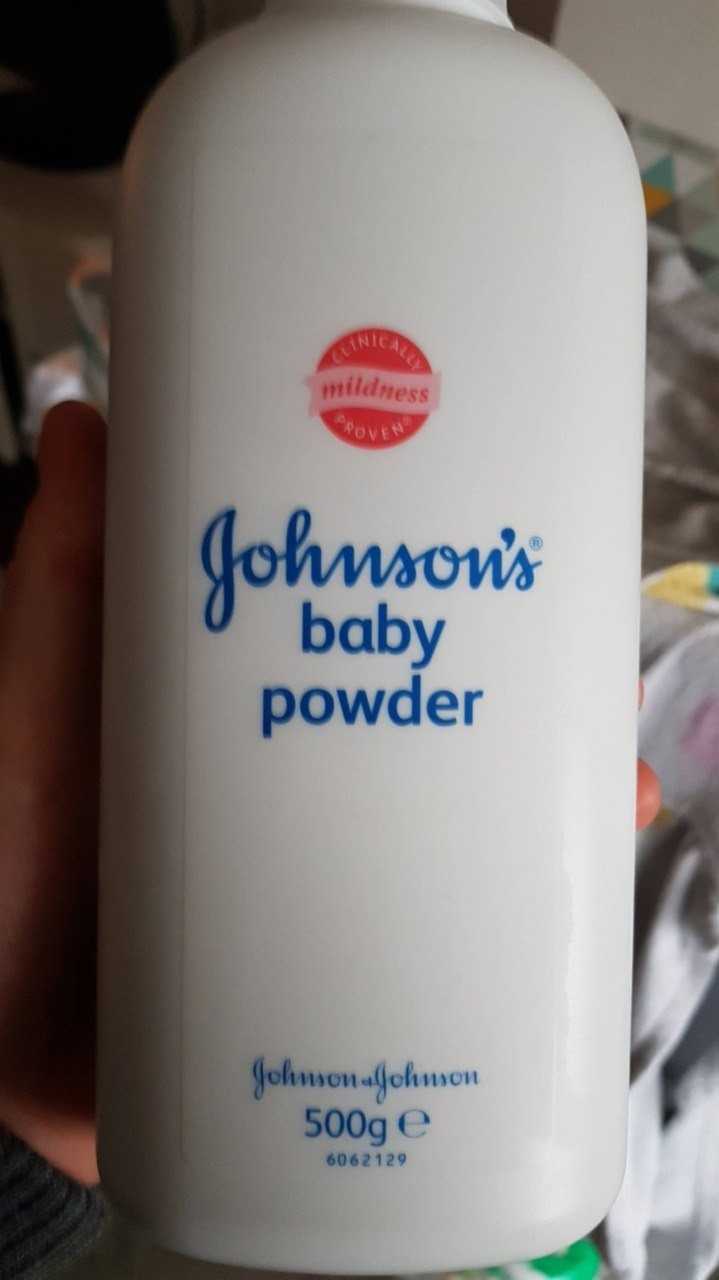 CLINICALLY
mildness
PROVEN®
Johnson's®
baby
powder
Johnson & Johnson
500g ℮
6062129